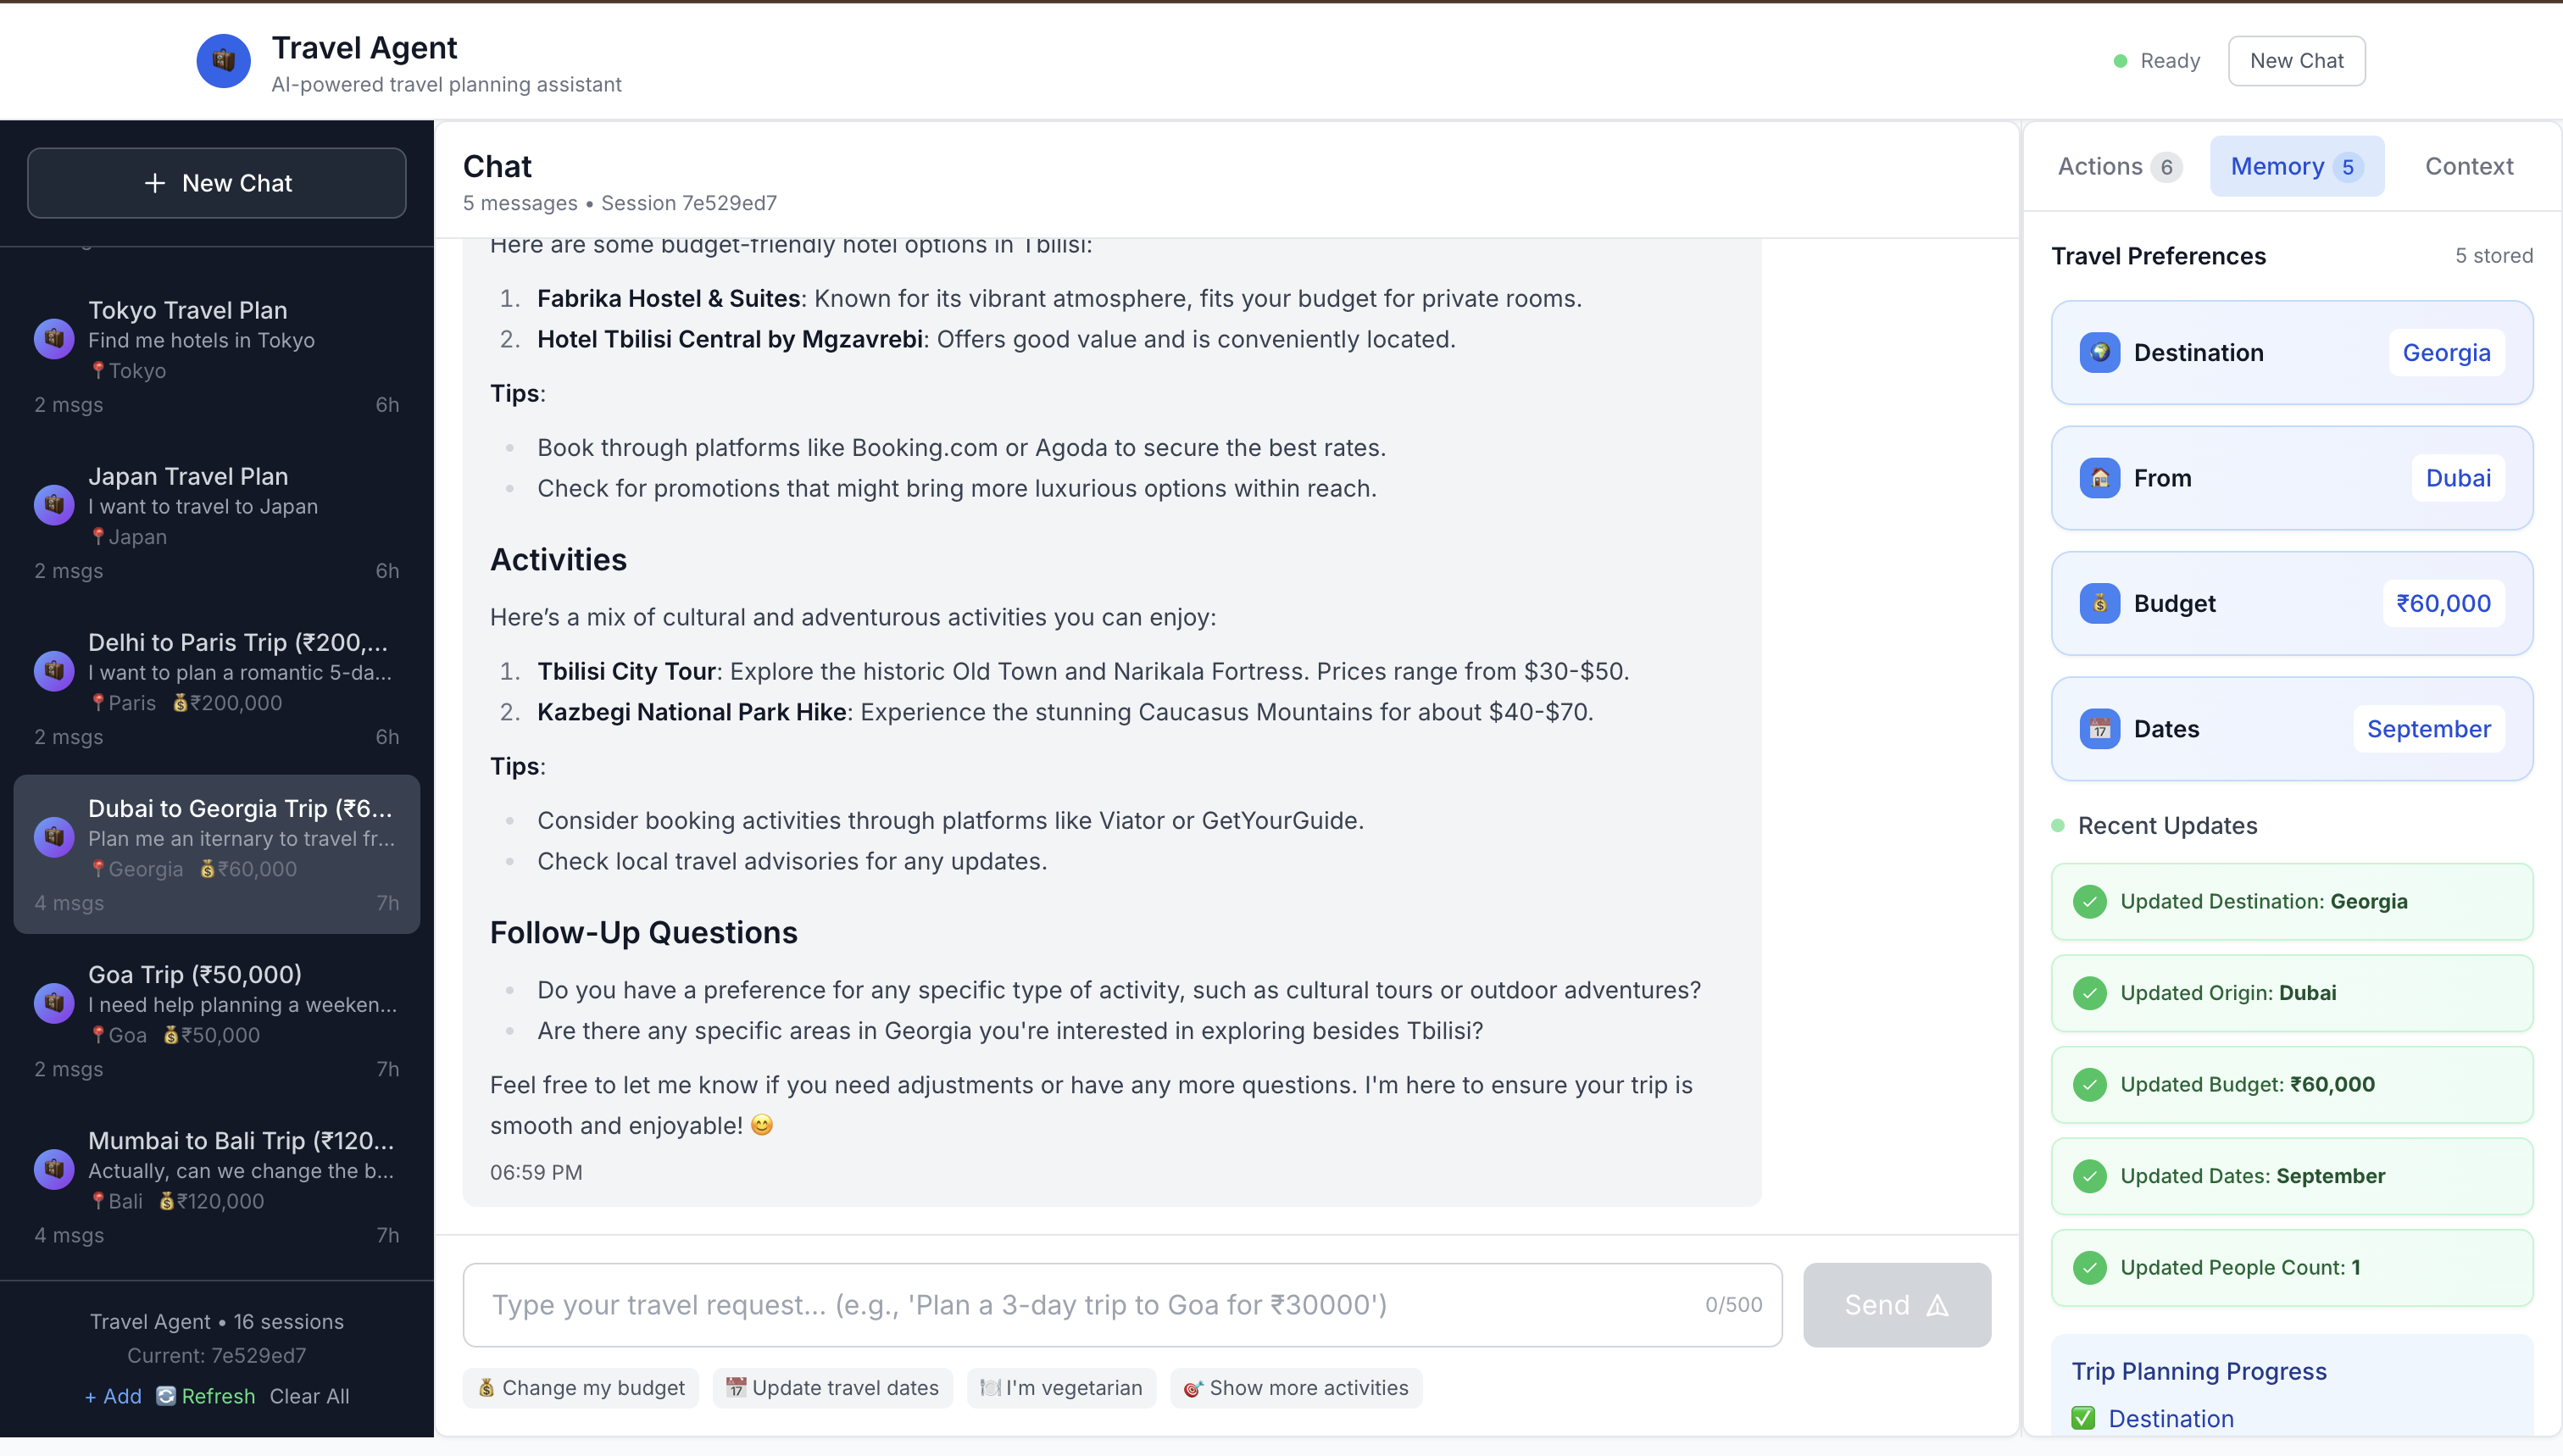 Travel Agent
AI-powered travel planning assistant
Ready
New Chat
+ New Chat
Tokyo Travel Plan
Find me hotels in Tokyo
📍Tokyo
2 msgs 6h
Japan Travel Plan
I want to travel to Japan
📍Japan
2 msgs 6h
Delhi to Paris Trip (₹200,...
I want to plan a romantic 5-da...
📍Paris 💰₹200,000
2 msgs 6h
Dubai to Georgia Trip (₹6...
Plan me an iternary to travel fr...
📍Georgia 💰₹60,000
4 msgs 7h
Goa Trip (₹50,000)
I need help planning a weeken...
📍Goa 💰₹50,000
2 msgs 7h
Mumbai to Bali Trip (₹120...
Actually, can we change the b...
📍Bali 💰₹120,000
4 msgs 7h
Travel Agent • 16 sessions
Current: 7e529ed7
+ Add 🔄 Refresh Clear All
Chat
5 messages • Session 7e529ed7
Here are some budget-friendly hotel options in Tbilisi:
1. Fabrika Hostel & Suites: Known for its vibrant atmosphere, fits your budget for private rooms.
2. Hotel Tbilisi Central by Mgzavrebi: Offers good value and is conveniently located.
Tips:
• Book through platforms like Booking.com or Agoda to secure the best rates.
• Check for promotions that might bring more luxurious options within reach.
Activities
Here’s a mix of cultural and adventurous activities you can enjoy:
1. Tbilisi City Tour: Explore the historic Old Town and Narikala Fortress. Prices range from $30-$50.
2. Kazbegi National Park Hike: Experience the stunning Caucasus Mountains for about $40-$70.
Tips:
• Consider booking activities through platforms like Viator or GetYourGuide.
• Check local travel advisories for any updates.
Follow-Up Questions
• Do you have a preference for any specific type of activity, such as cultural tours or outdoor adventures?
• Are there any specific areas in Georgia you're interested in exploring besides Tbilisi?
Feel free to let me know if you need adjustments or have any more questions. I'm here to ensure your trip is
smooth and enjoyable! 😊
06:59 PM
Type your travel request... (e.g., 'Plan a 3-day trip to Goa for ₹30000')
0/500
Send
💰 Change my budget
📅 Update travel dates
🍽️ I'm vegetarian
🎯 Show more activities
Actions 6
Memory 5
Context
Travel Preferences 5 stored
Destination Georgia
From Dubai
Budget ₹60,000
Dates September
Recent Updates
Updated Destination: Georgia
Updated Origin: Dubai
Updated Budget: ₹60,000
Updated Dates: September
Updated People Count: 1
Trip Planning Progress
✅ Destination